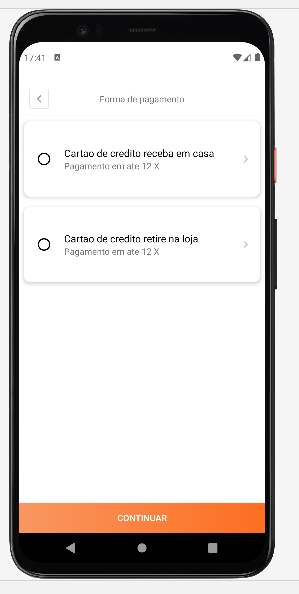 17:41
Forma de pagamento
Cartao de credito receba em casa
Pagamento em ate 12 X
Cartao de credito retire na loja
Pagamento em ate 12 X
CONTINUAR